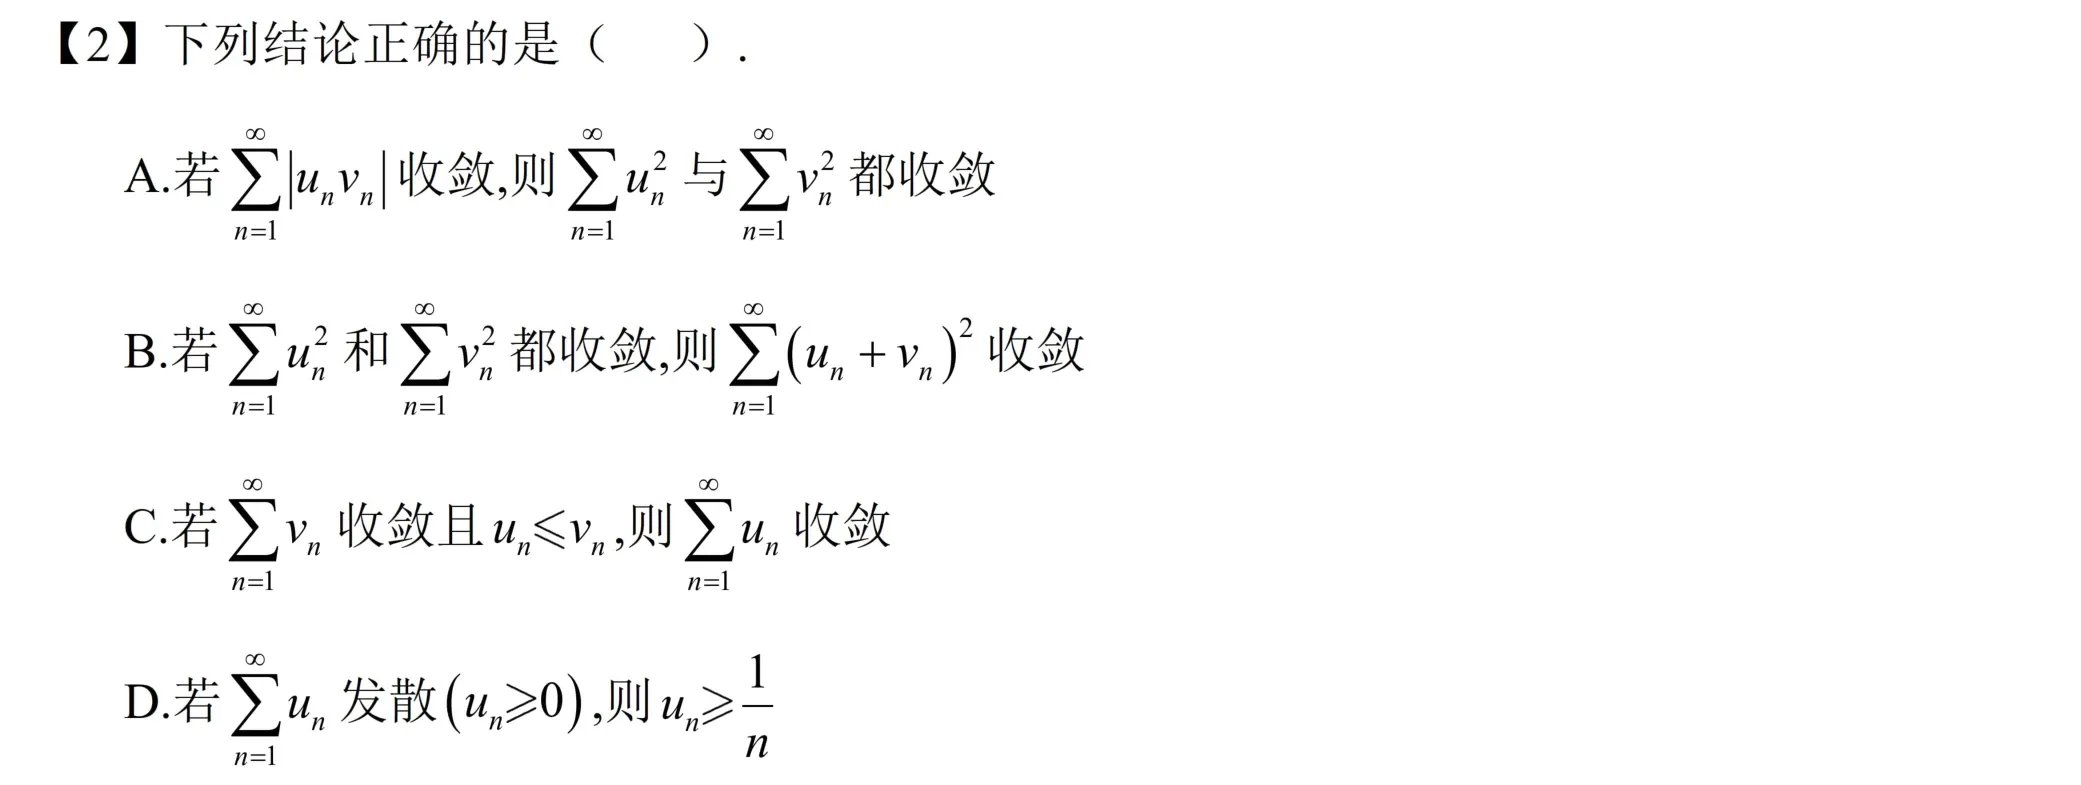 【2】下列结论正确的是（　　）.
A.若 $\sum_{n=1}^{\infty}|u_n v_n|$ 收敛,则 $\sum_{n=1}^{\infty}u_n^2$ 与 $\sum_{n=1}^{\infty}v_n^2$ 都收敛
B.若 $\sum_{n=1}^{\infty}u_n^2$ 和 $\sum_{n=1}^{\infty}v_n^2$ 都收敛,则 $\sum_{n=1}^{\infty}(u_n+v_n)^2$ 收敛
C.若 $\sum_{n=1}^{\infty}v_n$ 收敛且 $u_n⩽v_n$,则 $\sum_{n=1}^{\infty}u_n$ 收敛
D.若 $\sum_{n=1}^{\infty}u_n$ 发散$(u_n⩾0)$,则 $u_n⩾\frac{1}{n}$